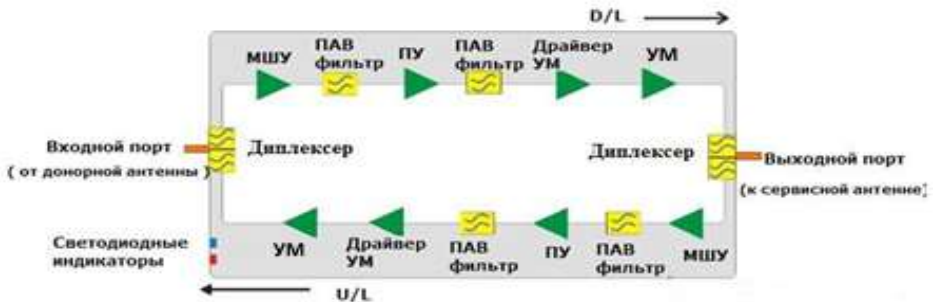 D/L
МШУ
ПАВ
фильтр
ПУ
ПАВ
фильтр
Драйвер
УМ
УМ
Входной порт
( от донорной антенны )
Диплексер
Диплексер
Выходной порт
(к сервисной антенне)
Светодиодные
индикаторы
УМ
Драйвер
УМ
ПАВ
фильтр
ПУ
ПАВ
фильтр
МШУ
U/L